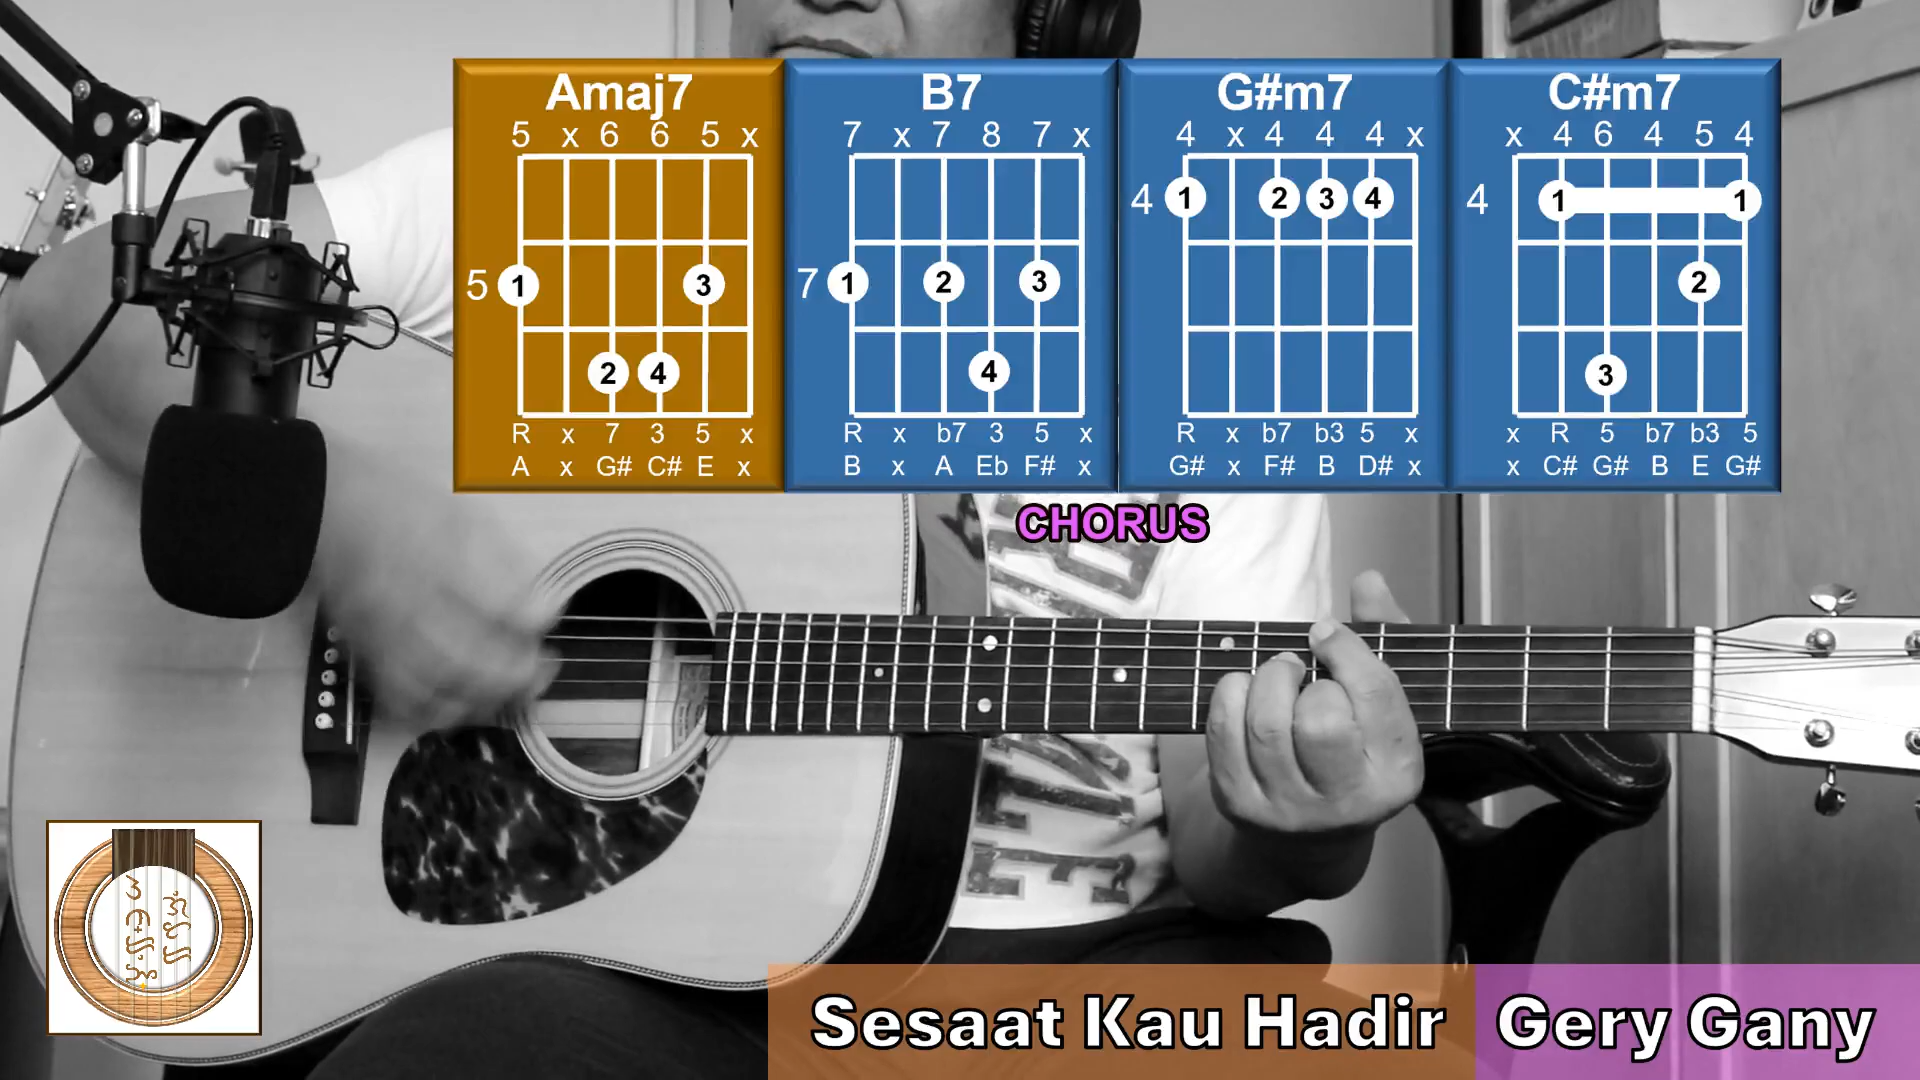 Amaj7
5 x 6 6 5 x
5
1 3
2 4
R x 7 3 5 x
A x G# C# E x
B7
7 x 7 8 7 x
7
1 2 3
4
R x b7 3 5 x
B x A Eb F# x
G#m7
4 x 4 4 4 x
4 1 2 3 4
R x b7 b3 5 x
G# x F# B D# x
C#m7
x 4 6 4 5 4
4 1 1
2
3
x R 5 b7 b3 5
x C# G# B E G#
CHORUS
Sesaat Kau Hadir Gery Gany